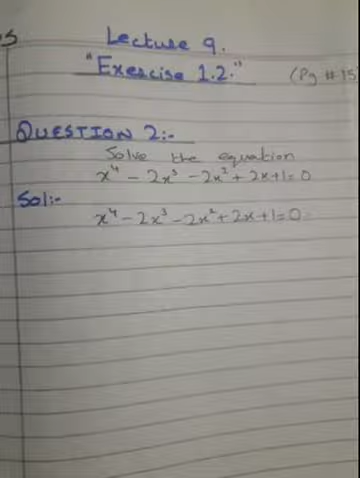 Lecture 9.
"Exercise 1.2." (Pg # 15
QUESTION 2:-
Solve the equation
x⁴ - 2x³ - 2x² + 2x + 1 = 0
Sol:-
x⁴ - 2x³ - 2x² + 2x + 1 = 0